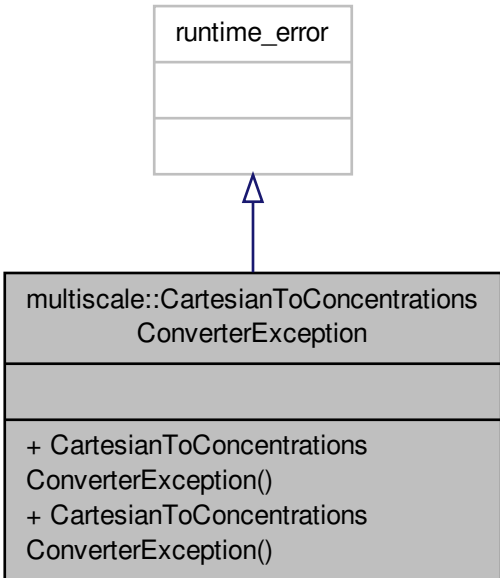 runtime_error
multiscale::CartesianToConcentrations
ConverterException
+ CartesianToConcentrations
ConverterException()
+ CartesianToConcentrations
ConverterException()